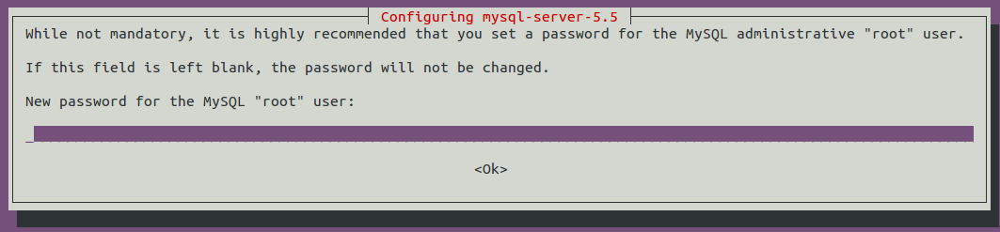 Configuring mysql-server-5.5
While not mandatory, it is highly recommended that you set a password for the MySQL administrative "root" user.
If this field is left blank, the password will not be changed.
New password for the MySQL "root" user:
<Ok>